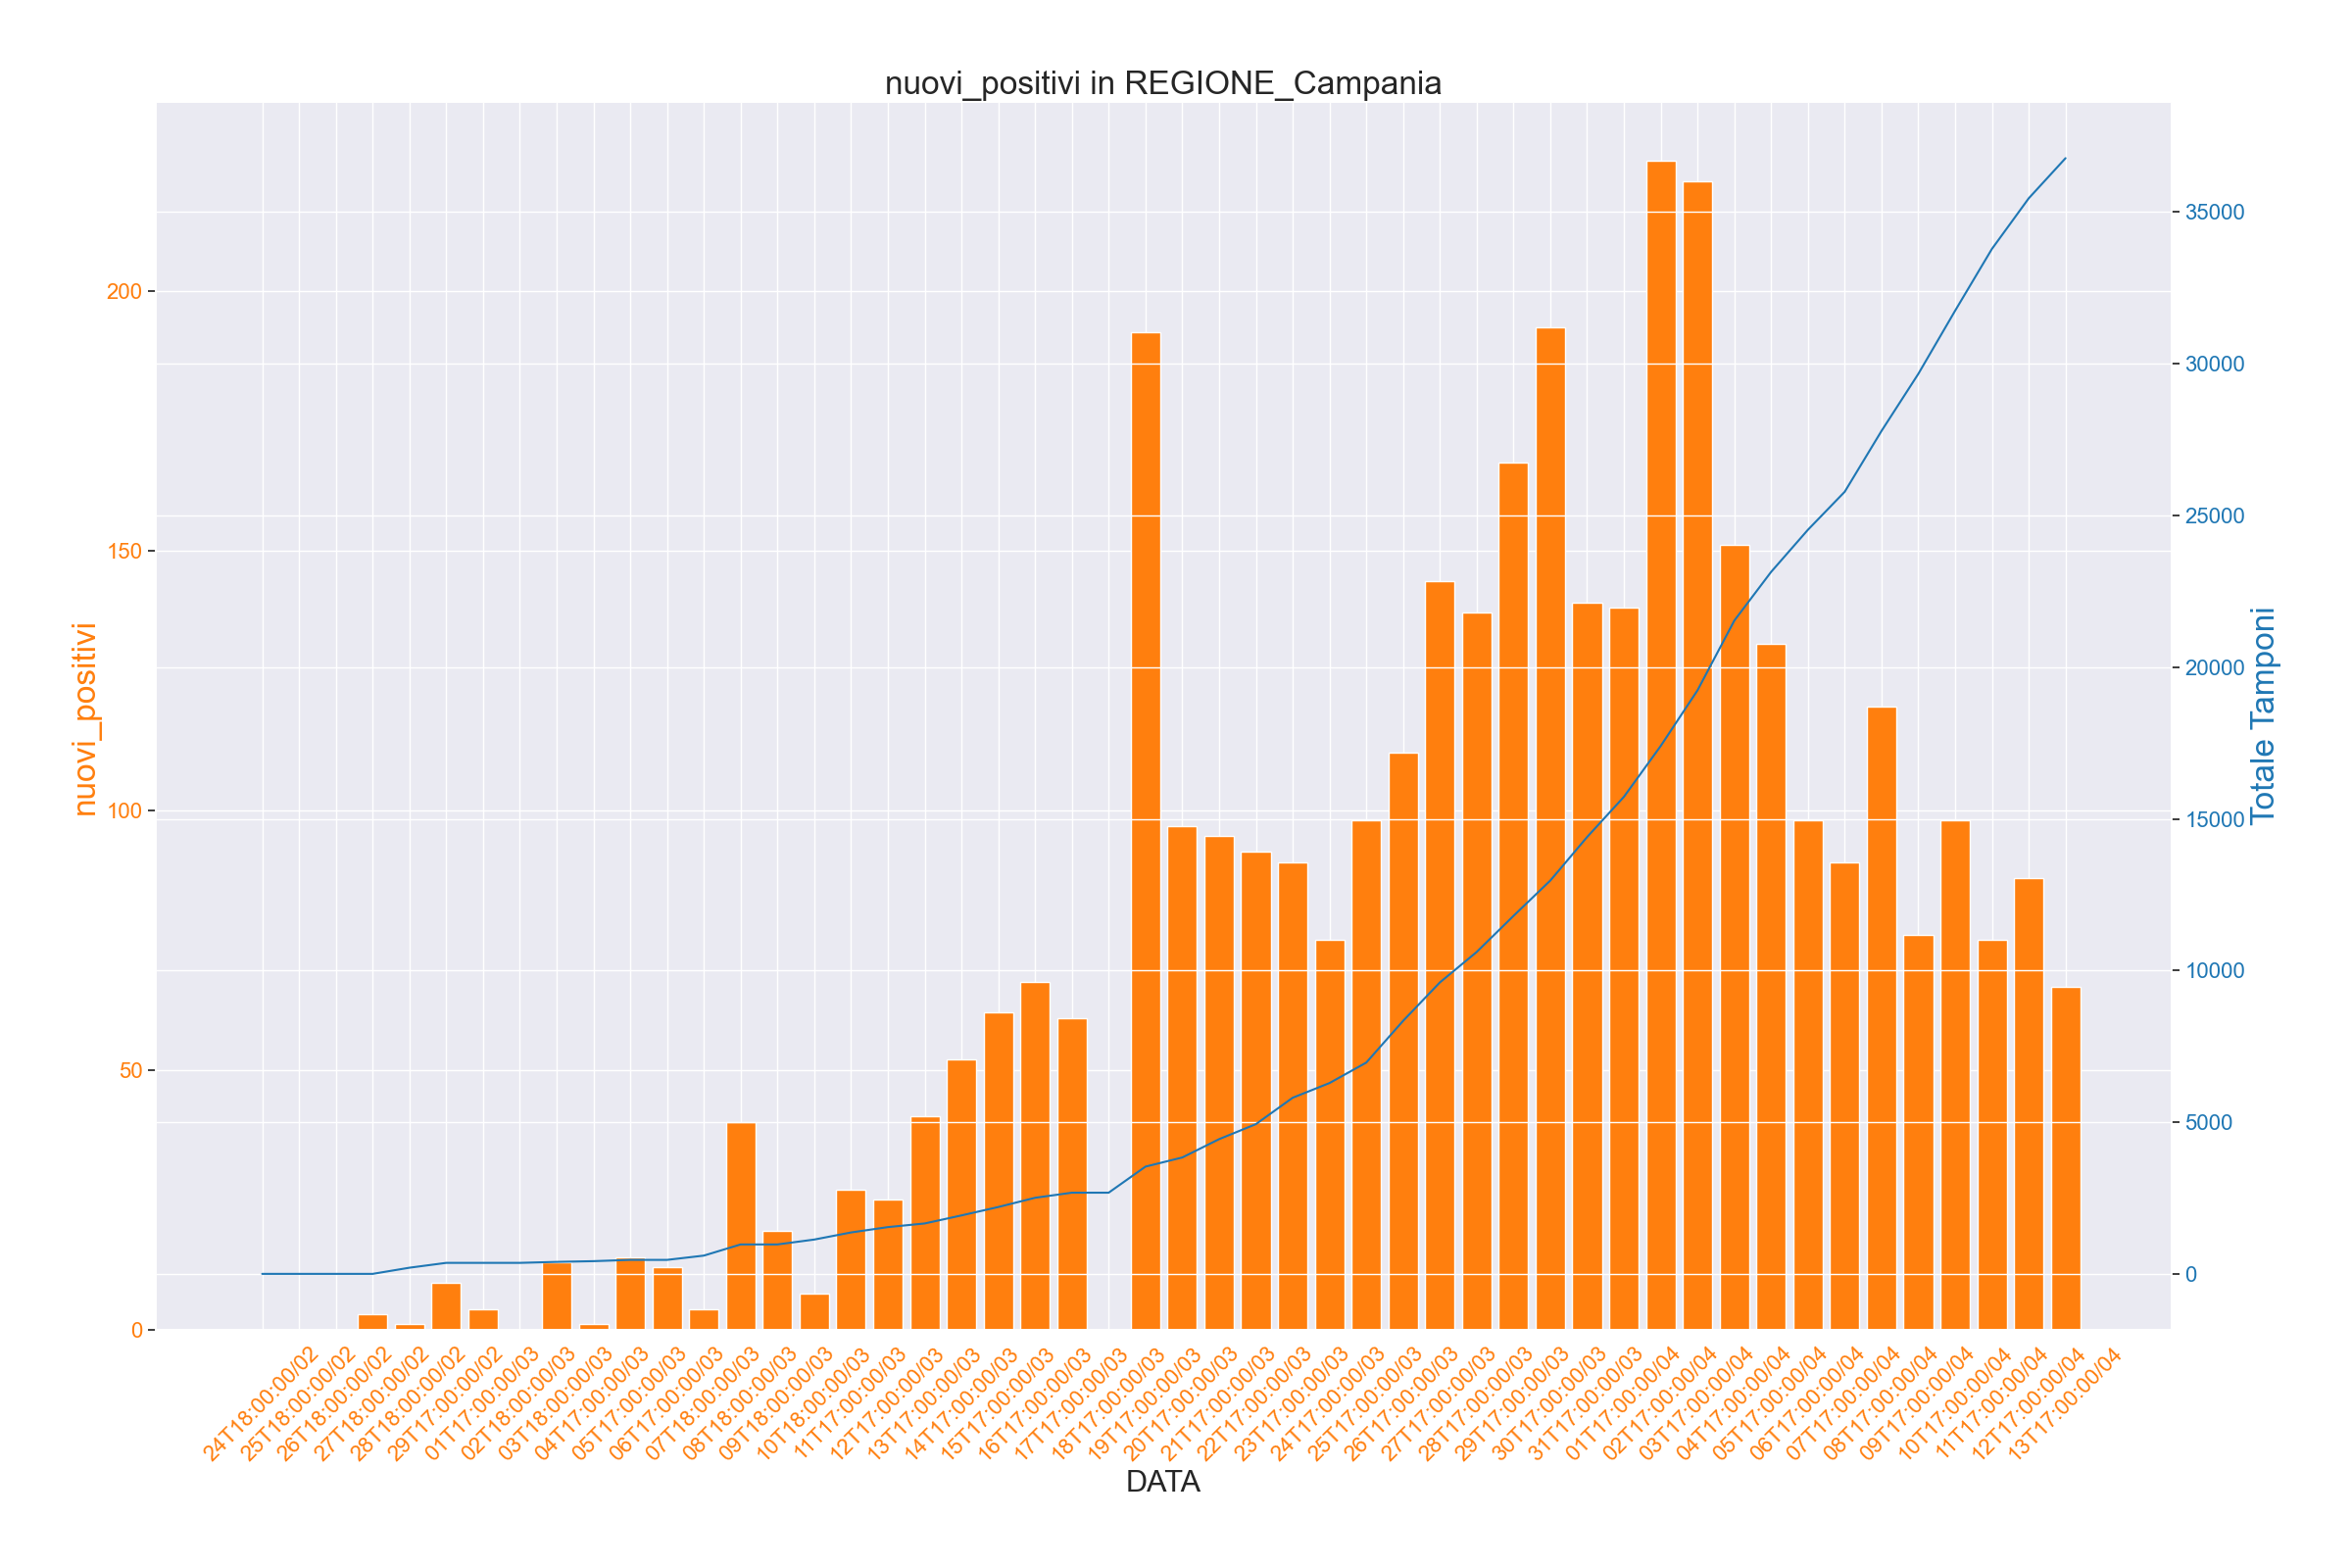 nuovi_positivi in REGIONE_Campania
nuovi_positivi
200
150
100
50
0
Totale Tamponi
35000
30000
25000
20000
15000
10000
5000
0
24T18:00:00/02
25T18:00:00/02
26T18:00:00/02
27T18:00:00/02
28T18:00:00/02
29T17:00:00/02
01T17:00:00/03
02T18:00:00/03
03T18:00:00/03
04T17:00:00/03
05T17:00:00/03
06T17:00:00/03
07T18:00:00/03
08T18:00:00/03
09T18:00:00/03
10T18:00:00/03
11T17:00:00/03
12T17:00:00/03
13T17:00:00/03
14T17:00:00/03
15T17:00:00/03
16T17:00:00/03
17T17:00:00/03
18T17:00:00/03
19T17:00:00/03
20T17:00:00/03
21T17:00:00/03
22T17:00:00/03
23T17:00:00/03
24T17:00:00/03
25T17:00:00/03
26T17:00:00/03
27T17:00:00/03
28T17:00:00/03
29T17:00:00/03
30T17:00:00/03
31T17:00:00/03
01T17:00:00/04
02T17:00:00/04
03T17:00:00/04
04T17:00:00/04
05T17:00:00/04
06T17:00:00/04
07T17:00:00/04
08T17:00:00/04
09T17:00:00/04
10T17:00:00/04
11T17:00:00/04
12T17:00:00/04
13T17:00:00/04
DATA